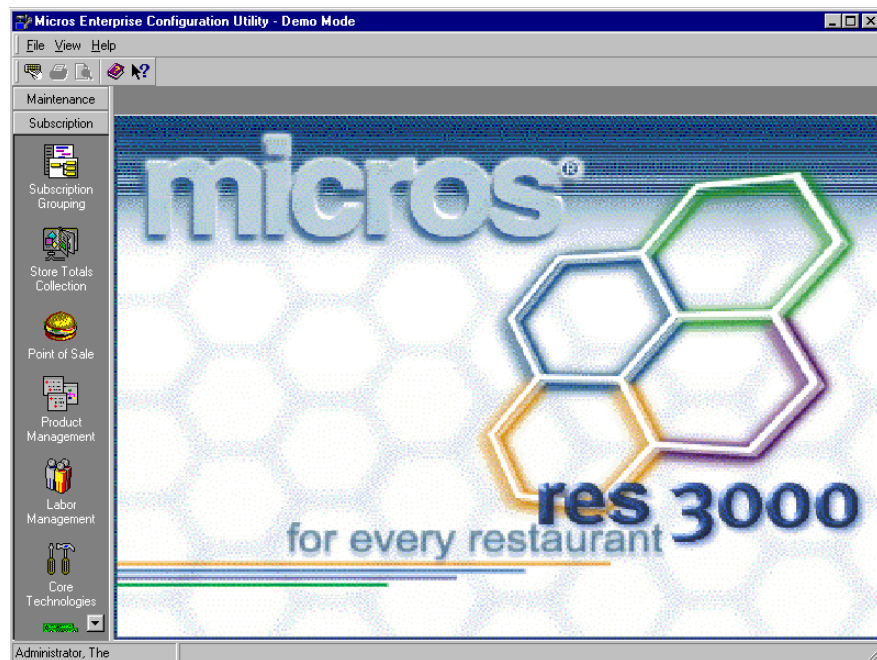 Micros Enterprise Configuration Utility - Demo Mode
File View Help
Maintenance
Subscription
Subscription
Grouping
Store Totals
Collection
Point of Sale
Product
Management
Labor
Management
Core
Technologies
micros®
res 3000
for every restaurant
Administrator, The